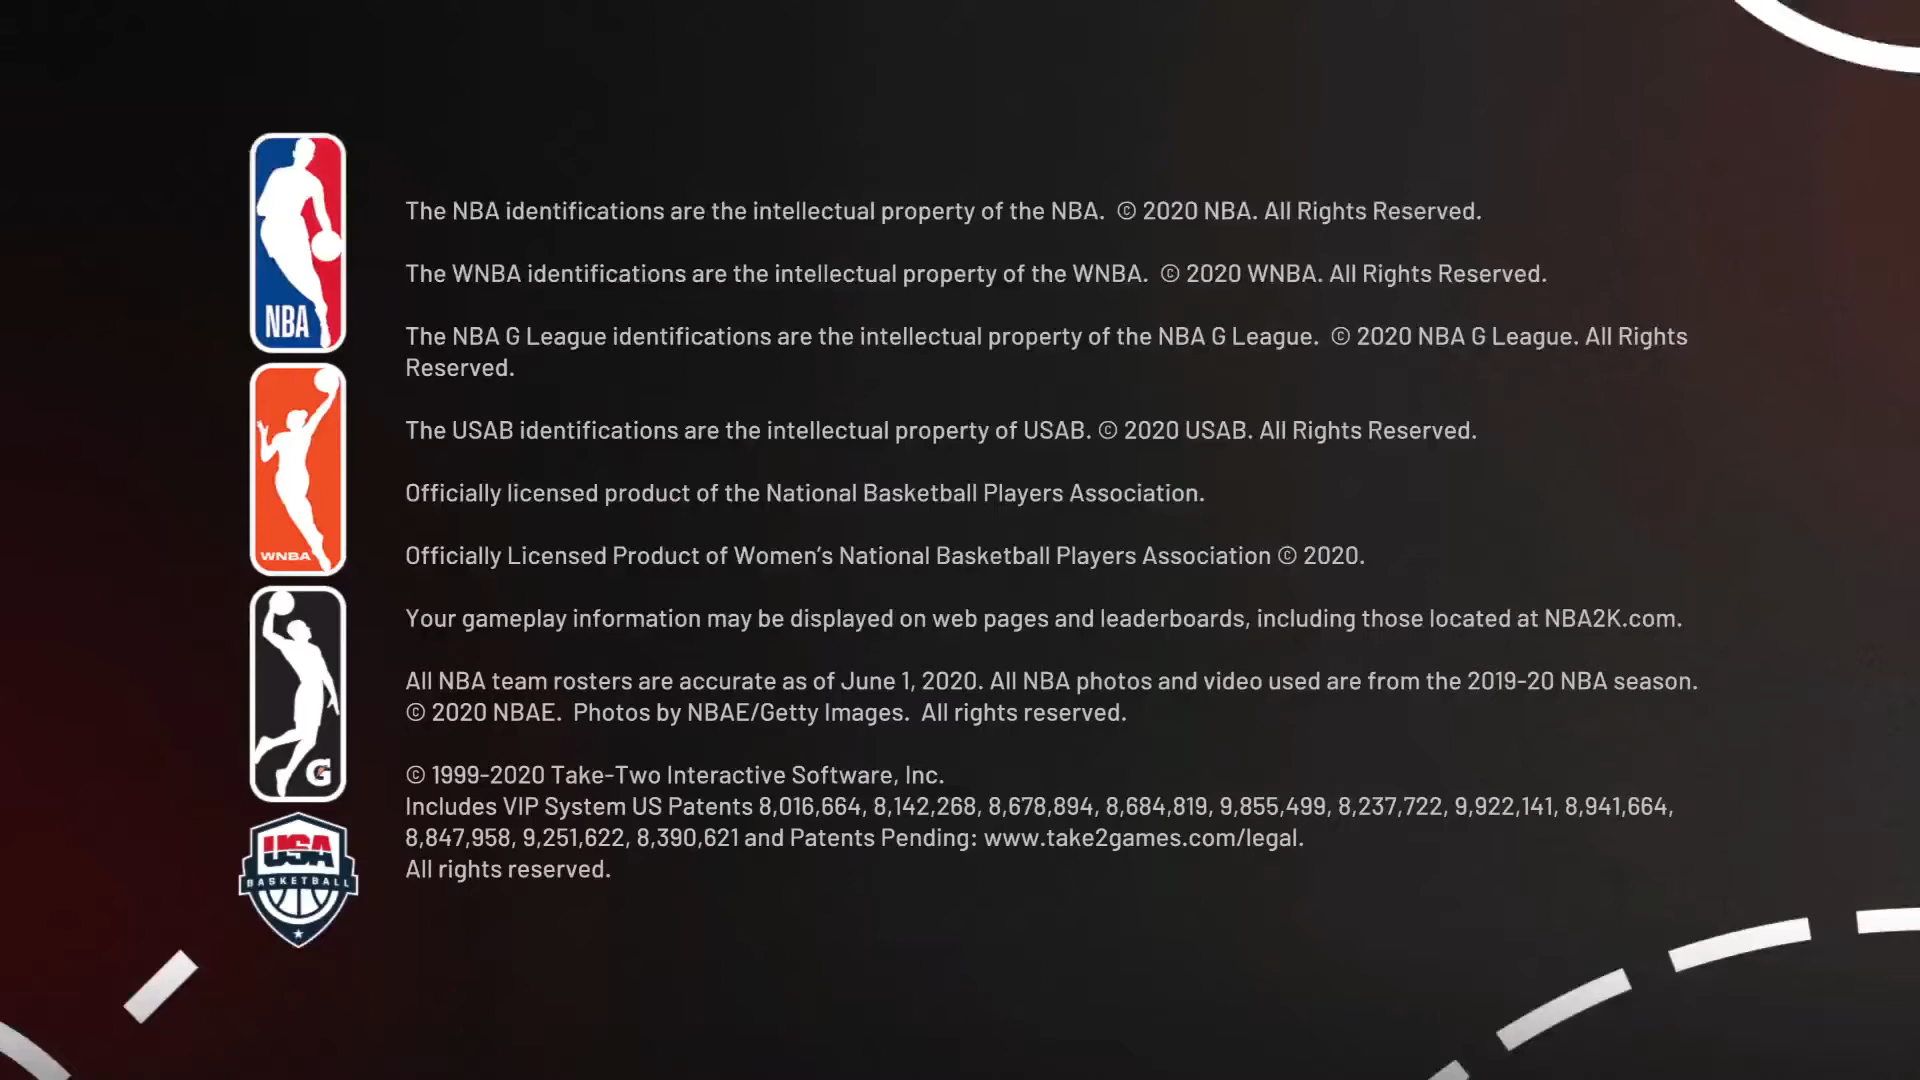 The NBA identifications are the intellectual property of the NBA.  © 2020 NBA. All Rights Reserved.
The WNBA identifications are the intellectual property of the WNBA.  © 2020 WNBA. All Rights Reserved.
NBA
The NBA G League identifications are the intellectual property of the NBA G League.  © 2020 NBA G League. All Rights
Reserved.
The USAB identifications are the intellectual property of USAB. © 2020 USAB. All Rights Reserved.
Officially licensed product of the National Basketball Players Association.
WNBA
Officially Licensed Product of Women’s National Basketball Players Association © 2020.
Your gameplay information may be displayed on web pages and leaderboards, including those located at NBA2K.com.
All NBA team rosters are accurate as of June 1, 2020. All NBA photos and video used are from the 2019-20 NBA season.
© 2020 NBAE.  Photos by NBAE/Getty Images.  All rights reserved.
G
© 1999-2020 Take-Two Interactive Software, Inc.
Includes VIP System US Patents 8,016,664, 8,142,268, 8,678,894, 8,684,819, 9,855,499, 8,237,722, 9,922,141, 8,941,664,
8,847,958, 9,251,622, 8,390,621 and Patents Pending: www.take2games.com/legal.
All rights reserved.
USA
BASKETBALL